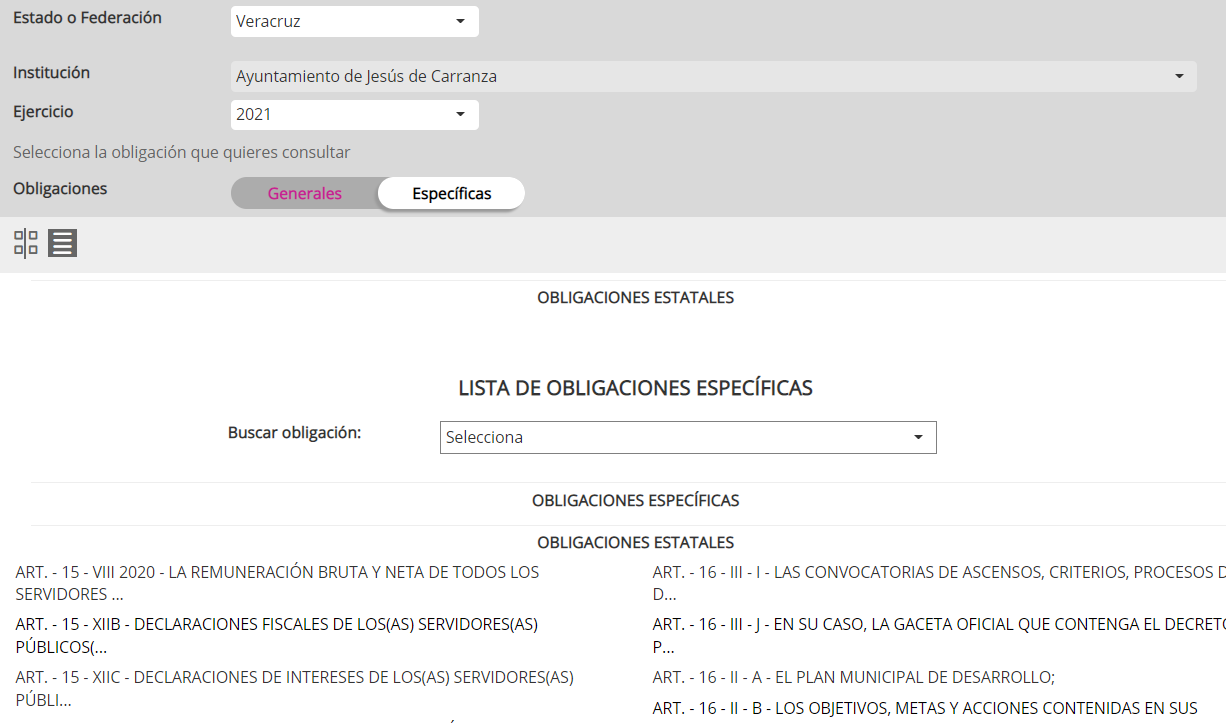 Estado o Federación
Veracruz
Institución
Ayuntamiento de Jesús de Carranza
Ejercicio
2021
Selecciona la obligación que quieres consultar
Obligaciones
Generales
Específicas
OBLIGACIONES ESTATALES
LISTA DE OBLIGACIONES ESPECÍFICAS
Buscar obligación:
Selecciona
OBLIGACIONES ESPECÍFICAS
OBLIGACIONES ESTATALES
ART. - 15 - VIII 2020 - LA REMUNERACIÓN BRUTA Y NETA DE TODOS LOS
SERVIDORES ...
ART. - 15 - XIIB - DECLARACIONES FISCALES DE LOS(AS) SERVIDORES(AS)
PÚBLICOS(...
ART. - 15 - XIIC - DECLARACIONES DE INTERESES DE LOS(AS) SERVIDORES(AS)
PÚBLI...
ART. - 16 - III - I - LAS CONVOCATORIAS DE ASCENSOS, CRITERIOS, PROCESOS D
D...
ART. - 16 - III - J - EN SU CASO, LA GACETA OFICIAL QUE CONTENGA EL DECRETO
P...
ART. - 16 - II - A - EL PLAN MUNICIPAL DE DESARROLLO;
ART. - 16 - II - B - LOS OBJETIVOS, METAS Y ACCIONES CONTENIDAS EN SUS